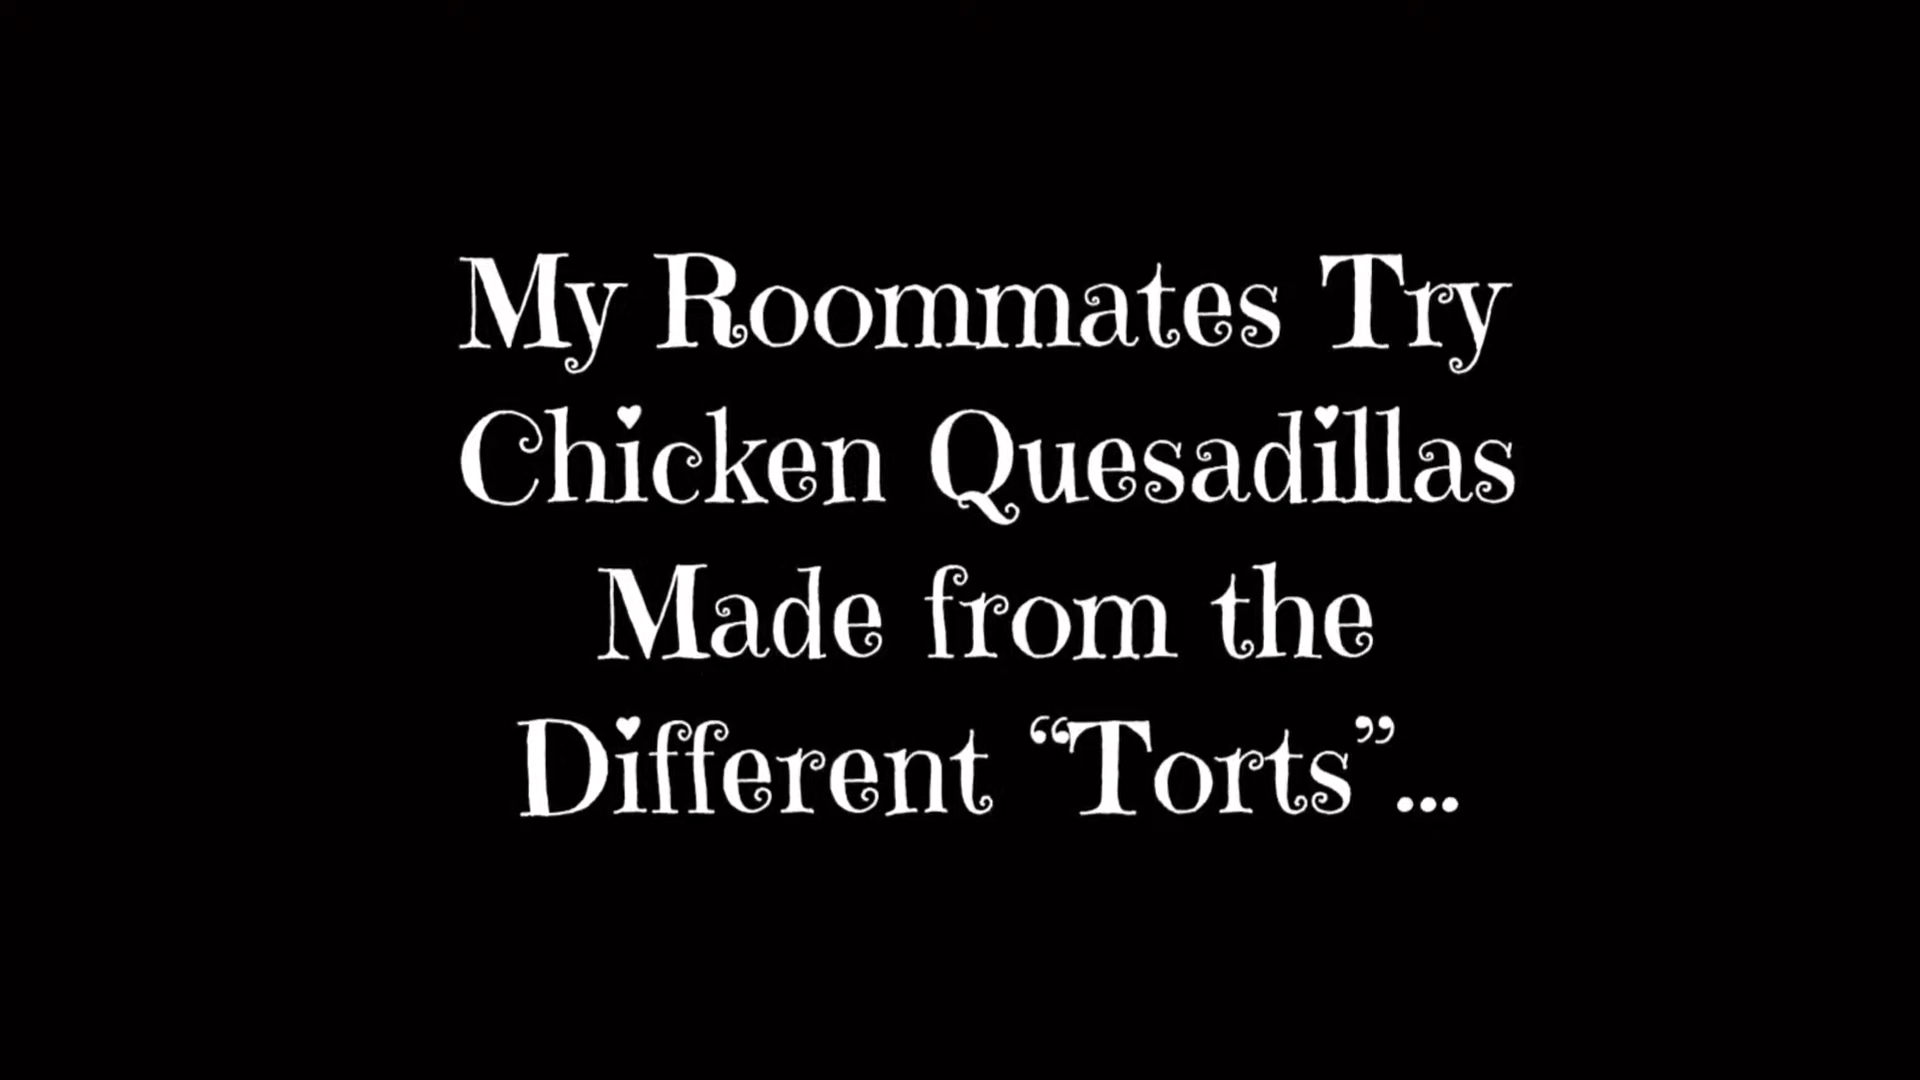 My Roommates Try
Chicken Quesadillas
Made from the
Different “Torts”...